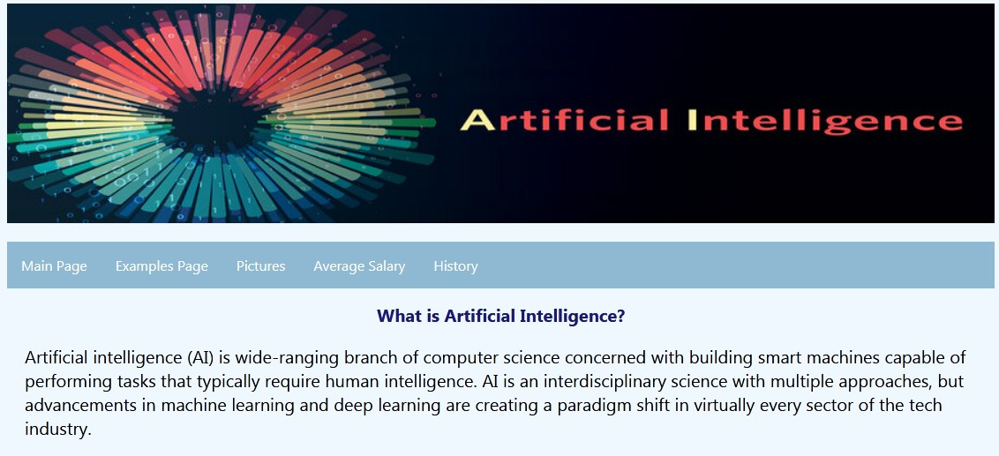 Artificial Intelligence
Main Page Examples Page Pictures Average Salary History
What is Artificial Intelligence?
Artificial intelligence (AI) is wide-ranging branch of computer science concerned with building smart machines capable of
performing tasks that typically require human intelligence. AI is an interdisciplinary science with multiple approaches, but
advancements in machine learning and deep learning are creating a paradigm shift in virtually every sector of the tech
industry.